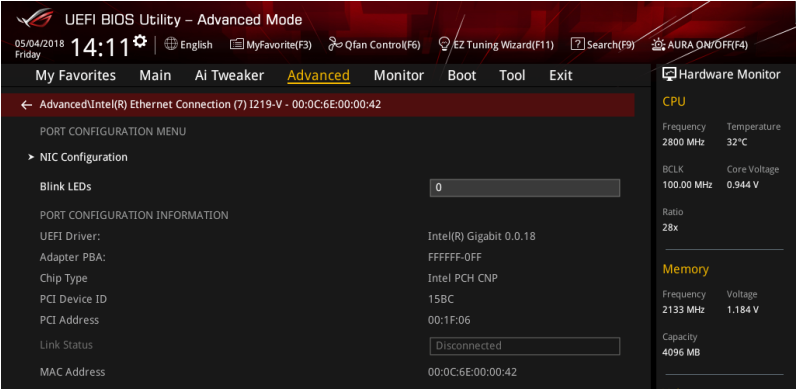 UEFI BIOS Utility – Advanced Mode
05/04/2018 Friday 14:11 English MyFavorite(F3) Qfan Control(F6) EZ Tuning Wizard(F11) ? Search(F9) AURA ON/OFF(F4)
My Favorites Main Ai Tweaker Advanced Monitor Boot Tool Exit
Hardware Monitor
← Advanced\Intel(R) Ethernet Connection (7) I219-V - 00:0C:6E:00:00:42
PORT CONFIGURATION MENU
> NIC Configuration
Blink LEDs 0
PORT CONFIGURATION INFORMATION
UEFI Driver: Intel(R) Gigabit 0.0.18
Adapter PBA: FFFFFF-0FF
Chip Type Intel PCH CNP
PCI Device ID 15BC
PCI Address 00:1F:06
Link Status Disconnected
MAC Address 00:0C:6E:00:00:42
CPU
Frequency Temperature
2800 MHz 32°C
BCLK Core Voltage
100.00 MHz 0.944 V
Ratio
28x
Memory
Frequency Voltage
2133 MHz 1.184 V
Capacity
4096 MB